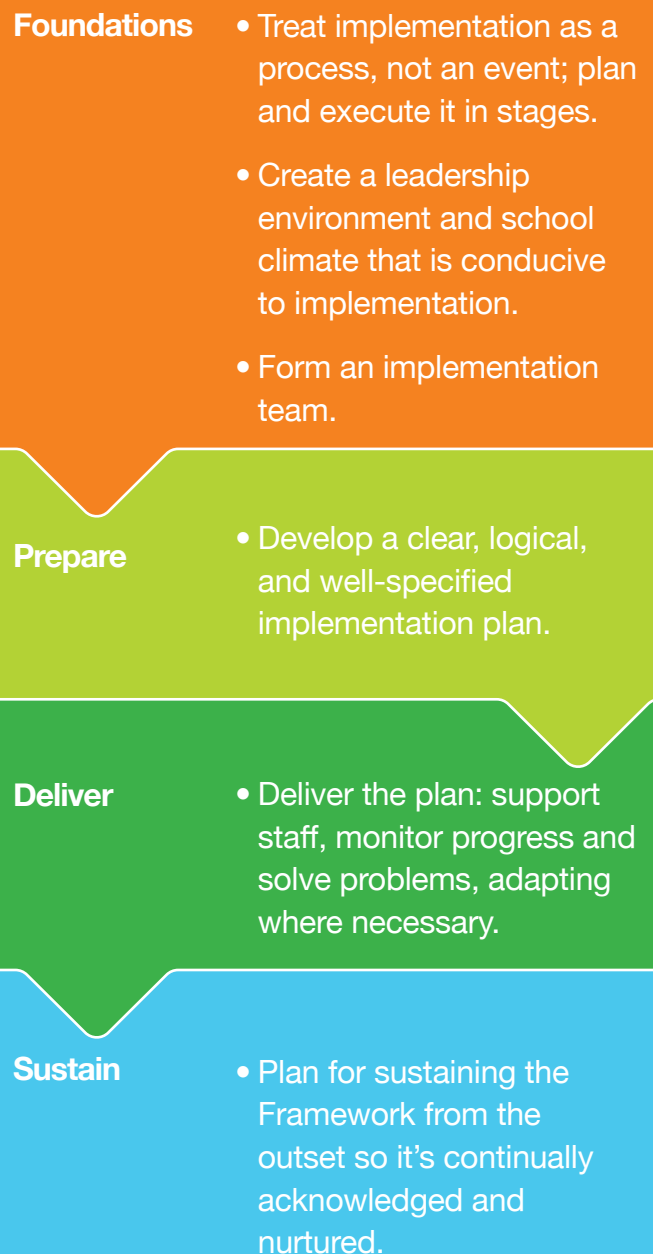 Foundations
• Treat implementation as a
process, not an event; plan
and execute it in stages.
• Create a leadership
environment and school
climate that is conducive
to implementation.
• Form an implementation
team.
Prepare
• Develop a clear, logical,
and well-specified
implementation plan.
Deliver
• Deliver the plan: support
staff, monitor progress and
solve problems, adapting
where necessary.
Sustain
• Plan for sustaining the
Framework from the
outset so it’s continually
acknowledged and
nurtured.